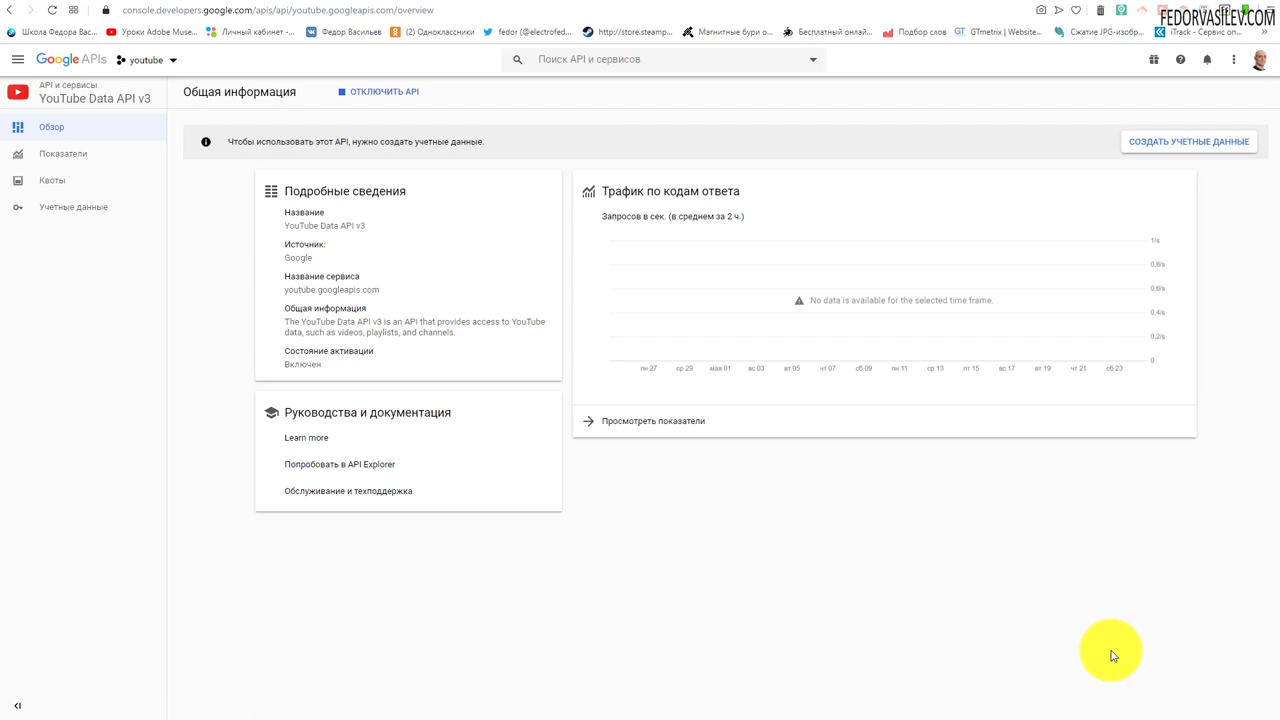 console.developers.google.com/apis/api/youtube.googleapis.com/overview
FEDORVASILEV.COM
Школа Федора Вас...
Уроки Adobe Muse...
Личный кабинет -...
Федор Васильев
(2) Одноклассники
fedor (@electrofed...
http://store.steamp...
Магнитные бури о...
Бесплатный онлай...
Подбор слов
GTmetrix | Website...
Сжатие JPG-изобр...
iTrack - Сервис оп...
Google APIs
youtube
Поиск API и сервисов
API и сервисы
YouTube Data API v3
Общая информация
ОТКЛЮЧИТЬ API
Обзор
Показатели
Квоты
Учетные данные
Чтобы использовать этот API, нужно создать учетные данные.
СОЗДАТЬ УЧЕТНЫЕ ДАННЫЕ
Подробные сведения
Название
YouTube Data API v3
Источник:
Google
Название сервиса
youtube.googleapis.com
Общая информация
The YouTube Data API v3 is an API that provides access to YouTube
data, such as videos, playlists, and channels.
Состояние активации
Включен
Руководства и документация
Learn more
Попробовать в API Explorer
Обслуживание и техподдержка
Трафик по кодам ответа
Запросов в сек. (в среднем за 2 ч.)
1/s
0,8/s
0,6/s
No data is available for the selected time frame.
0,4/s
0,2/s
0
пн 27
ср 29
мая 01
вс 03
вт 05
чт 07
сб 09
пн 11
ср 13
пт 15
вс 17
вт 19
чт 21
сб 23
Просмотреть показатели